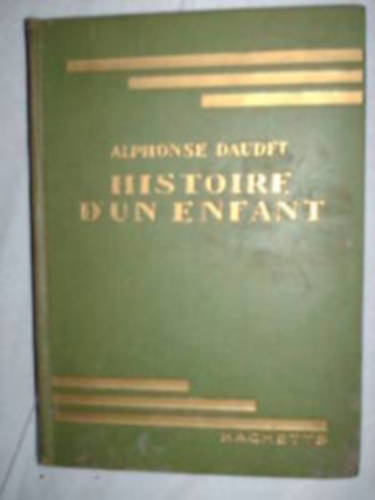 ALPHONSE DAUDET
HISTOIRE
D'UN ENFANT
HACHETTE